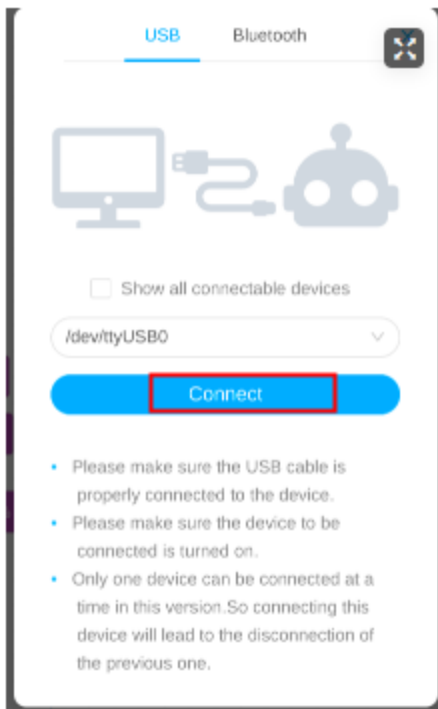 USB Bluetooth
Show all connectable devices
/dev/ttyUSB0
Connect
Please make sure the USB cable is
properly connected to the device.
Please make sure the device to be
connected is turned on.
Only one device can be connected at a
time in this version.So connecting this
device will lead to the disconnection of
the previous one.